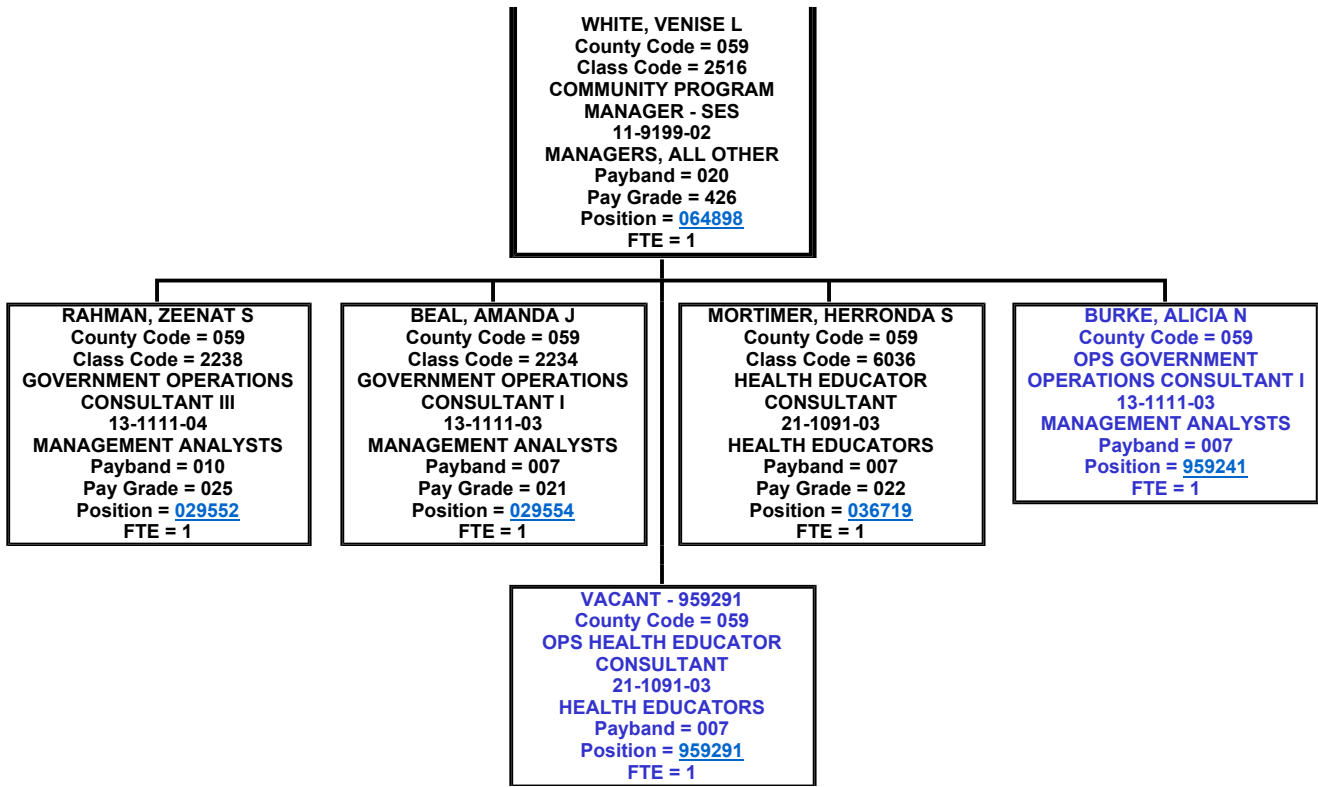 WHITE, VENISE L
County Code = 059
Class Code = 2516
COMMUNITY PROGRAM
MANAGER - SES
11-9199-02
MANAGERS, ALL OTHER
Payband = 020
Pay Grade = 426
Position = 064898
FTE = 1
RAHMAN, ZEENAT S
County Code = 059
Class Code = 2238
GOVERNMENT OPERATIONS
CONSULTANT III
13-1111-04
MANAGEMENT ANALYSTS
Payband = 010
Pay Grade = 025
Position = 029552
FTE = 1
BEAL, AMANDA J
County Code = 059
Class Code = 2234
GOVERNMENT OPERATIONS
CONSULTANT I
13-1111-03
MANAGEMENT ANALYSTS
Payband = 007
Pay Grade = 021
Position = 029554
FTE = 1
MORTIMER, HERRONDA S
County Code = 059
Class Code = 6036
HEALTH EDUCATOR
CONSULTANT
21-1091-03
HEALTH EDUCATORS
Payband = 007
Pay Grade = 022
Position = 036719
FTE = 1
BURKE, ALICIA N
County Code = 059
OPS GOVERNMENT
OPERATIONS CONSULTANT I
13-1111-03
MANAGEMENT ANALYSTS
Payband = 007
Position = 959241
FTE = 1
VACANT - 959291
County Code = 059
OPS HEALTH EDUCATOR
CONSULTANT
21-1091-03
HEALTH EDUCATORS
Payband = 007
Position = 959291
FTE = 1